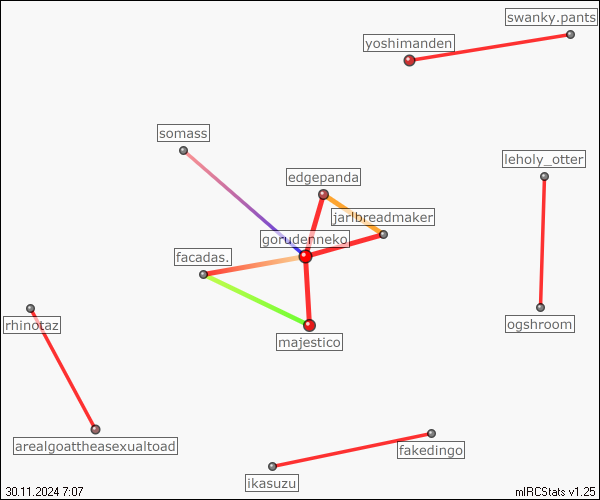 swanky.pants
yoshimanden
somass
leholy_otter
edgepanda
jarlbreadmaker
gorudenneko
facadas.
rhinotaz
ogshroom
majestico
arealgoattheasexualtoad
fakedingo
ikasuzu
30.11.2024 7:07
mIRCStats v1.25